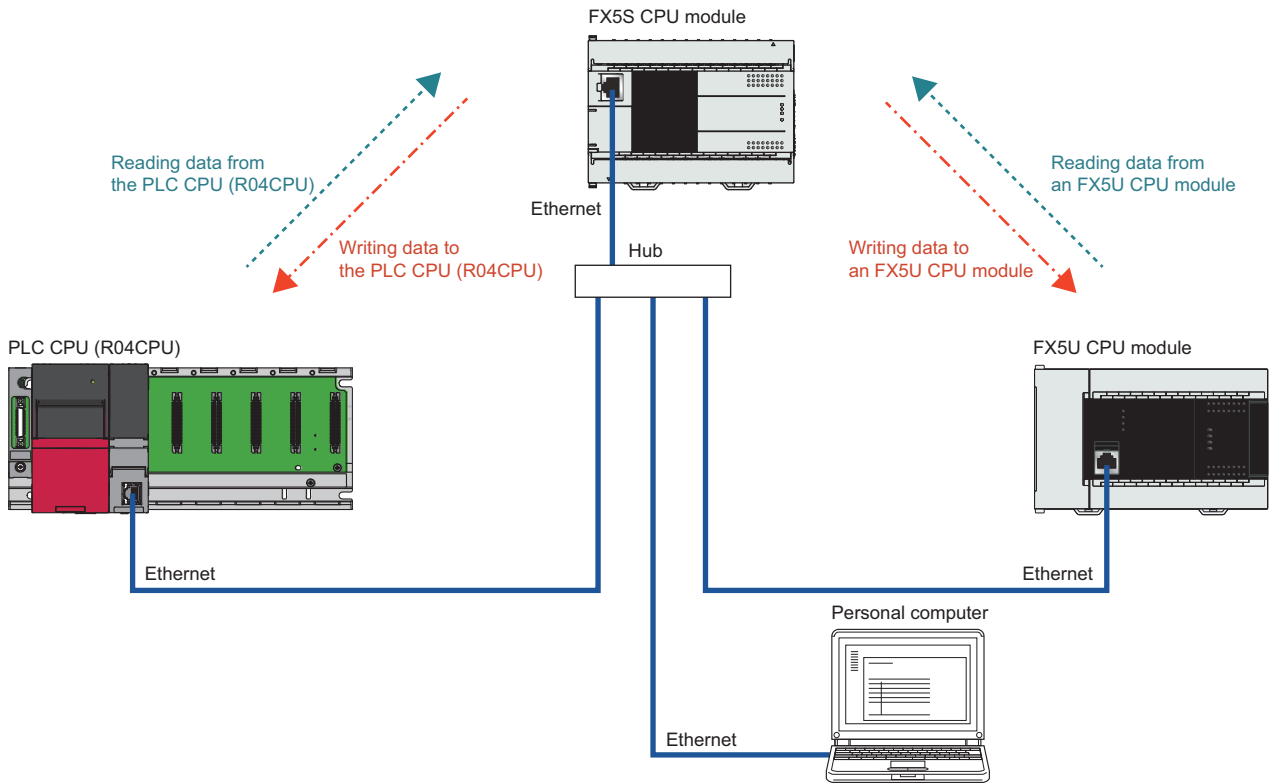 FX5S CPU module
Reading data from
the PLC CPU (R04CPU)
Reading data from
an FX5U CPU module
Ethernet
Writing data to
the PLC CPU (R04CPU)
Hub
Writing data to
an FX5U CPU module
PLC CPU (R04CPU)
FX5U CPU module
Ethernet
Ethernet
Personal computer
Ethernet